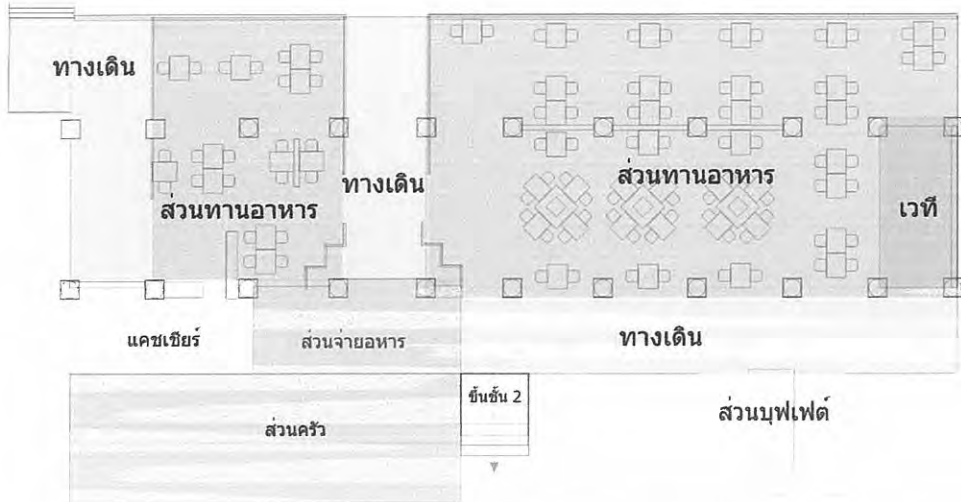 ทางเดิน
ทางเดิน
ส่วนทานอาหาร
เวที
ส่วนทานอาหาร
แคชเชียร์
ส่วนจ่ายอหาร
ทางเดิน
ขึ้นชั้น 2
ส่วนบุฟเฟต์
ส่วนครัว